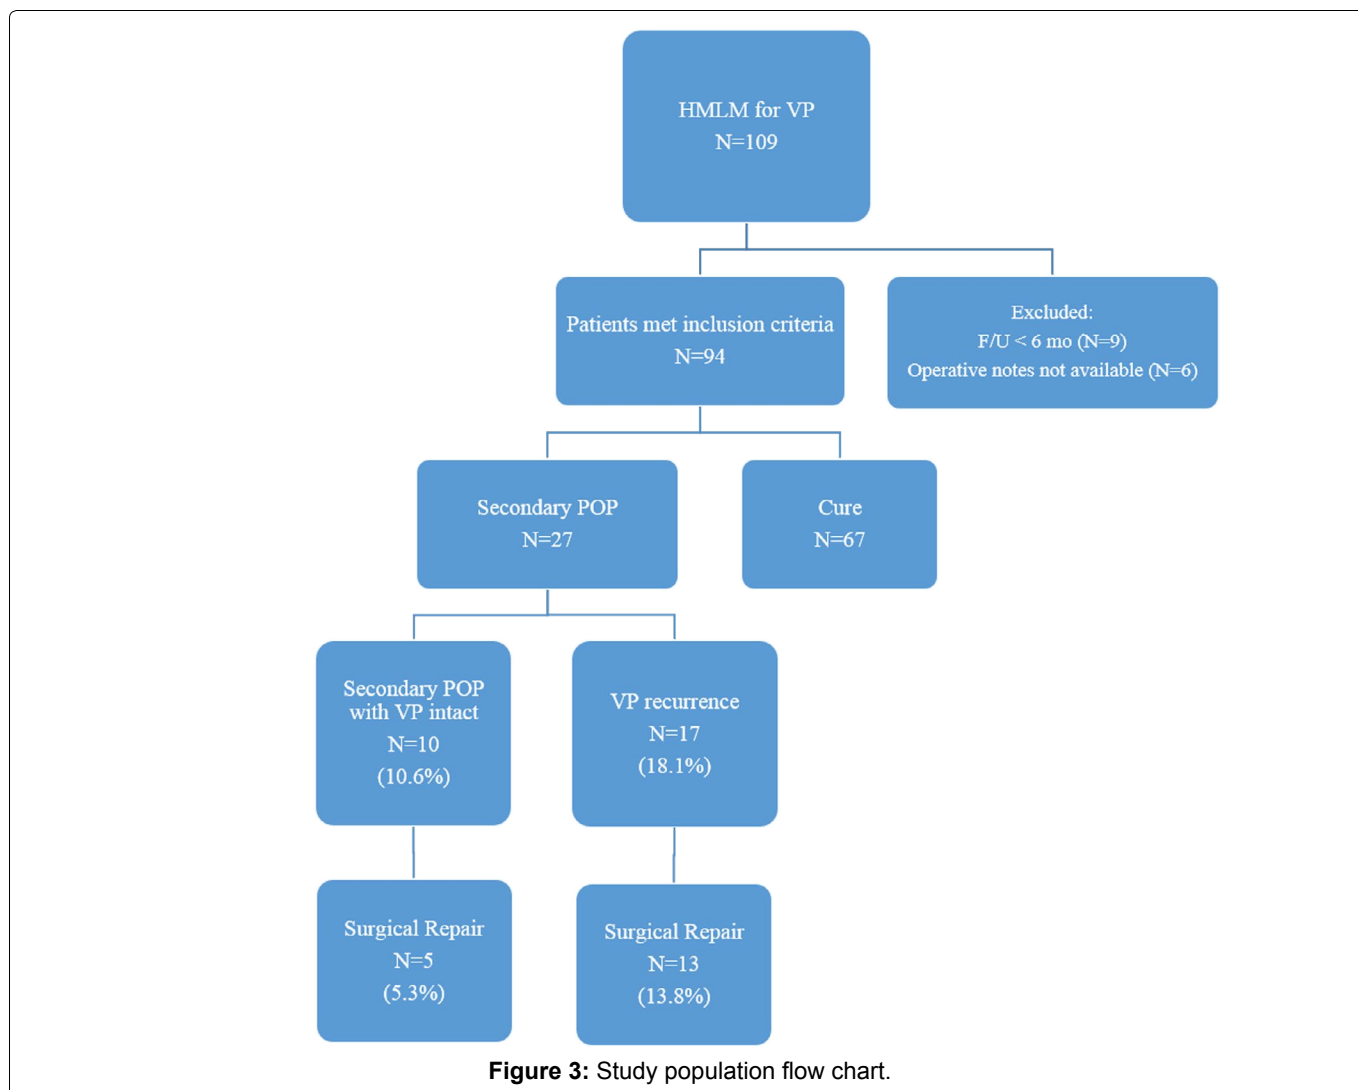 HMLM for VP
N=109
Patients met inclusion criteria
N=94
Excluded:
F/U < 6 mo (N=9)
Operative notes not available (N=6)
Secondary POP
N=27
Cure
N=67
Secondary POP
with VP intact
N=10
(10.6%)
VP recurrence
N=17
(18.1%)
Surgical Repair
N=5
(5.3%)
Surgical Repair
N=13
(13.8%)
Figure 3: Study population flow chart.